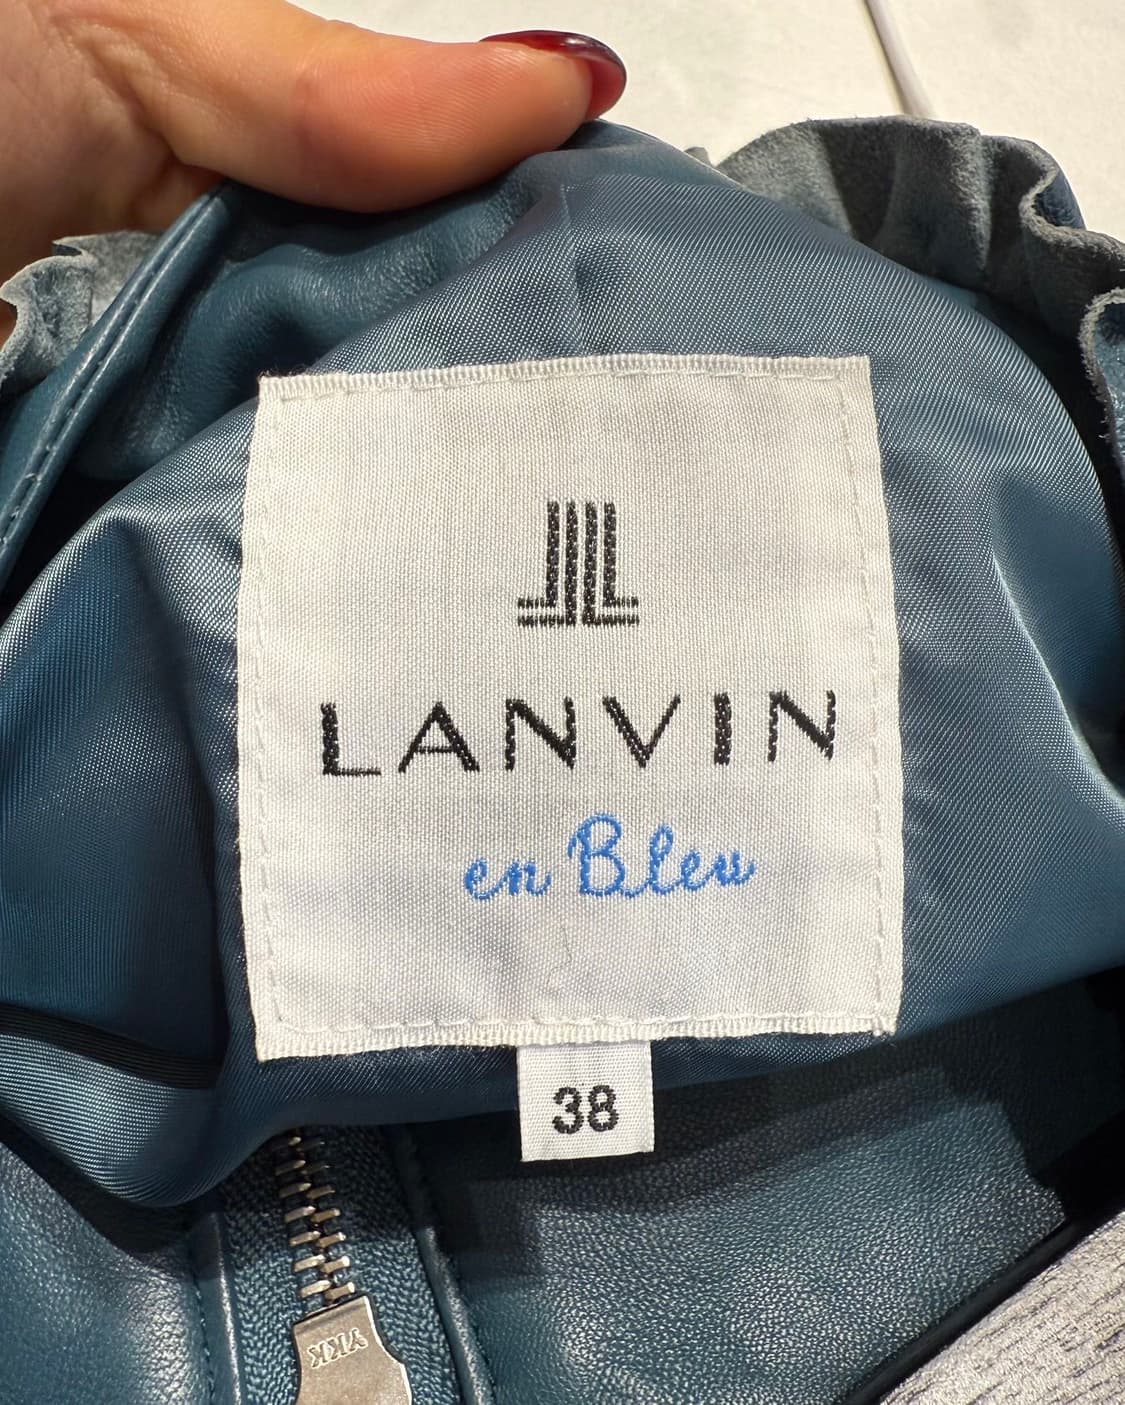 LANVIN
en Bleu
38
YKK